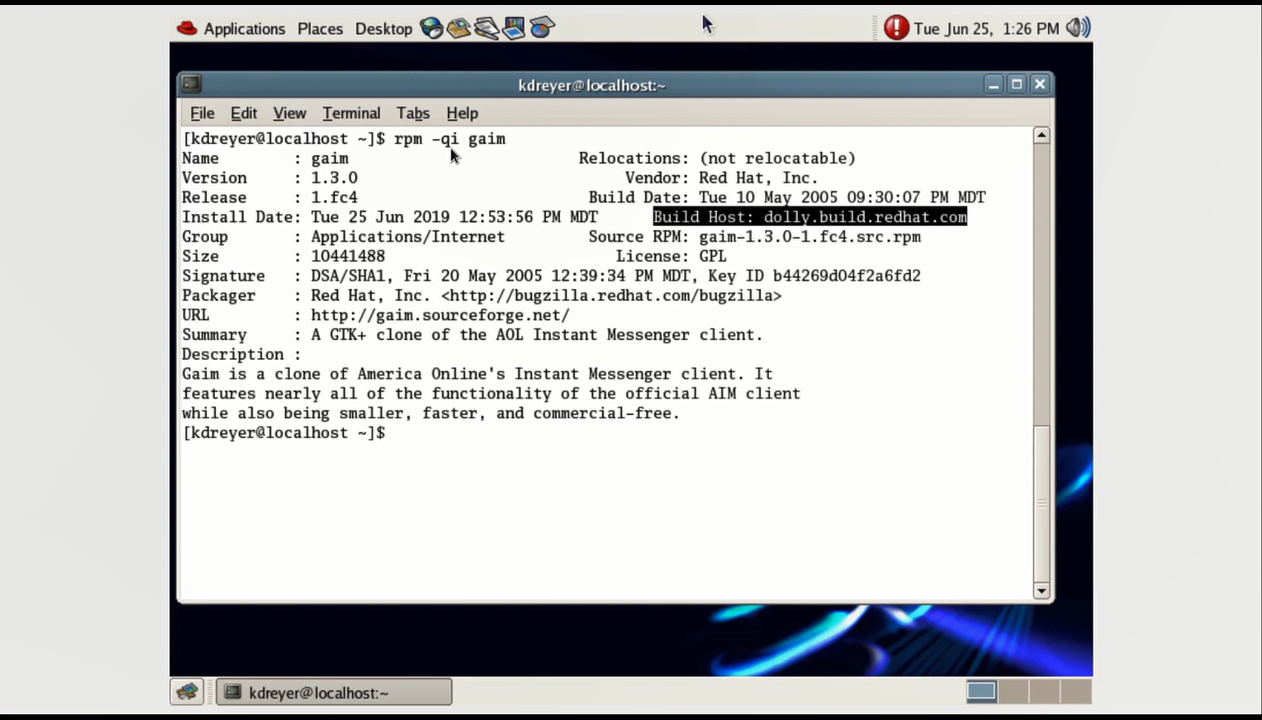 Applications Places Desktop Tue Jun 25, 1:26 PM
kdreyer@localhost:~
File Edit View Terminal Tabs Help
[kdreyer@localhost ~]$ rpm -qi gaim
Name : gaim Relocations: (not relocatable)
Version : 1.3.0 Vendor: Red Hat, Inc.
Release : 1.fc4 Build Date: Tue 10 May 2005 09:30:07 PM MDT
Install Date: Tue 25 Jun 2019 12:53:56 PM MDT Build Host: dolly.build.redhat.com
Group : Applications/Internet Source RPM: gaim-1.3.0-1.fc4.src.rpm
Size : 10441488 License: GPL
Signature : DSA/SHA1, Fri 20 May 2005 12:39:34 PM MDT, Key ID b44269d04f2a6fd2
Packager : Red Hat, Inc. <http://bugzilla.redhat.com/bugzilla>
URL : http://gaim.sourceforge.net/
Summary : A GTK+ clone of the AOL Instant Messenger client.
Description :
Gaim is a clone of America Online's Instant Messenger client. It
features nearly all of the functionality of the official AIM client
while also being smaller, faster, and commercial-free.
[kdreyer@localhost ~]$
kdreyer@localhost:~